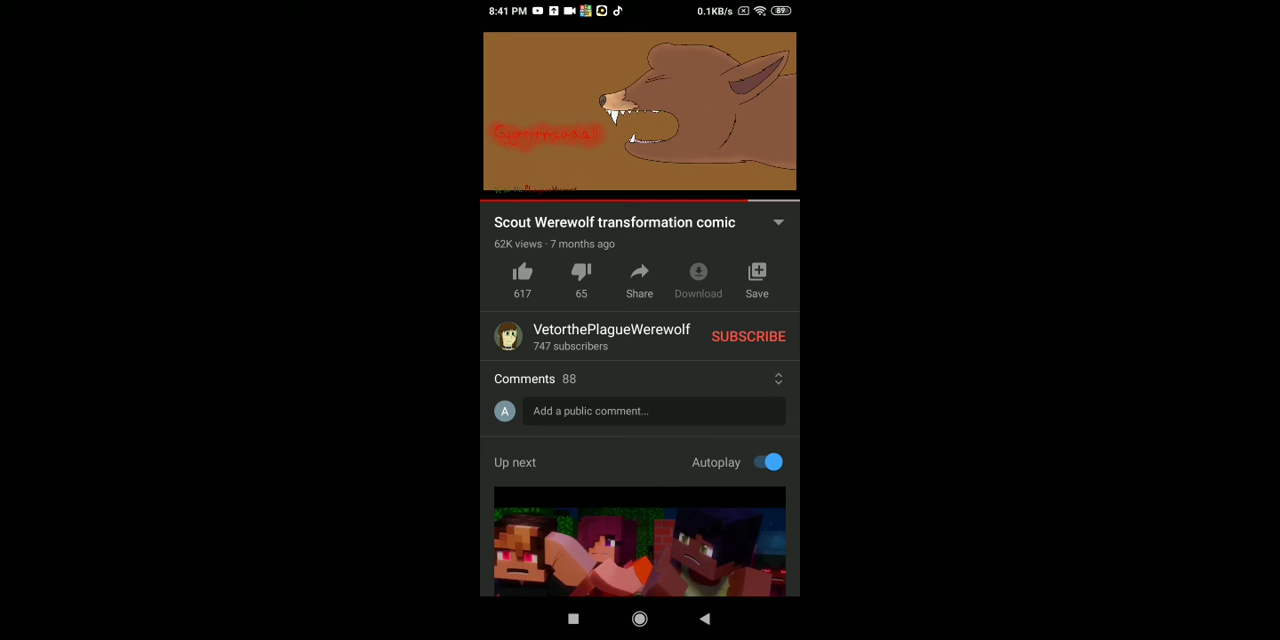 8:41 PM
0.1KB/s
89
Scout Werewolf transformation comic
62K views · 7 months ago
617
65
Share
Download
Save
VetorthePlagueWerewolf
747 subscribers
SUBSCRIBE
Comments 88
A
Add a public comment...
Up next
Autoplay